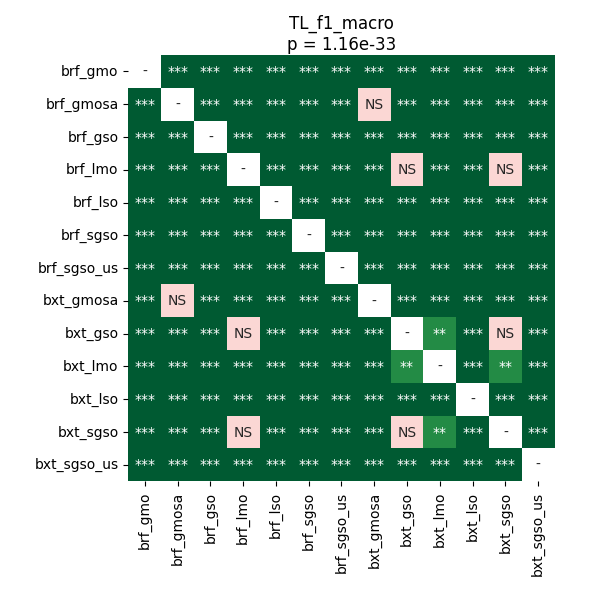 TL_f1_macro
p = 1.16e-33
brf_gmo - *** *** *** *** *** *** *** *** *** *** *** ***
brf_gmosa *** - *** *** *** *** *** NS *** *** *** *** ***
brf_gso *** *** - *** *** *** *** *** *** *** *** *** ***
brf_lmo *** *** *** - *** *** *** *** NS *** *** NS ***
brf_lso *** *** *** *** - *** *** *** *** *** *** *** ***
brf_sgso *** *** *** *** *** - *** *** *** *** *** *** ***
brf_sgso_us *** *** *** *** *** *** - *** *** *** *** *** ***
bxt_gmosa *** NS *** *** *** *** *** - *** *** *** *** ***
bxt_gso *** *** *** NS *** *** *** *** - ** *** NS ***
bxt_lmo *** *** *** *** *** *** *** *** ** - *** ** ***
bxt_lso *** *** *** *** *** *** *** *** *** *** - *** ***
bxt_sgso *** *** *** NS *** *** *** *** NS ** *** - ***
bxt_sgso_us *** *** *** *** *** *** *** *** *** *** *** *** -
brf_gmo
brf_gmosa
brf_gso
brf_lmo
brf_lso
brf_sgso
brf_sgso_us
bxt_gmosa
bxt_gso
bxt_lmo
bxt_lso
bxt_sgso
bxt_sgso_us